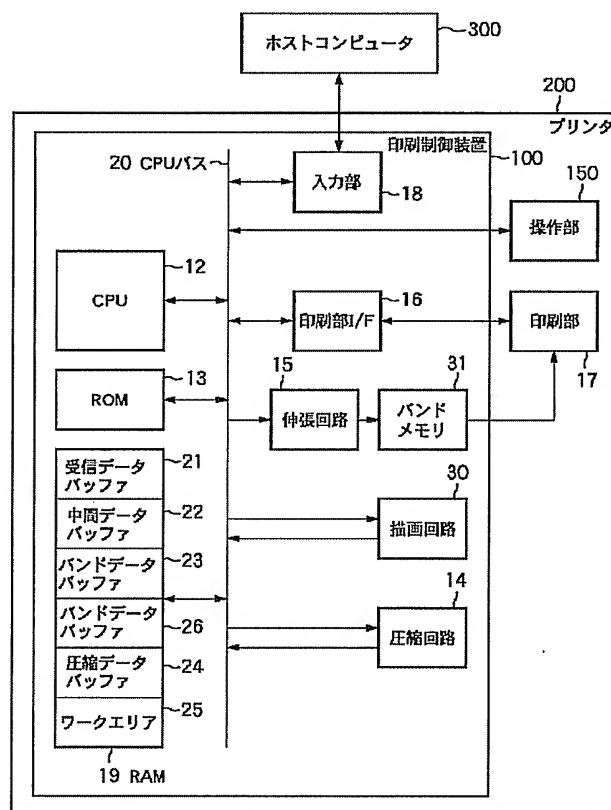 ホストコンピュータ
300
200
プリンタ
印刷制御装置
100
20 CPUバス
入力部
18
150
操作部
12
CPU
16
印刷部I/F
印刷部
17
13
ROM
15
伸張回路
31
バンド
メモリ
受信データ
バッファ
21
中間データ
バッファ
22
30
描画回路
バンドデータ
バッファ
23
バンドデータ
バッファ
26
14
圧縮回路
圧縮データ
バッファ
24
ワークエリア
25
19 RAM